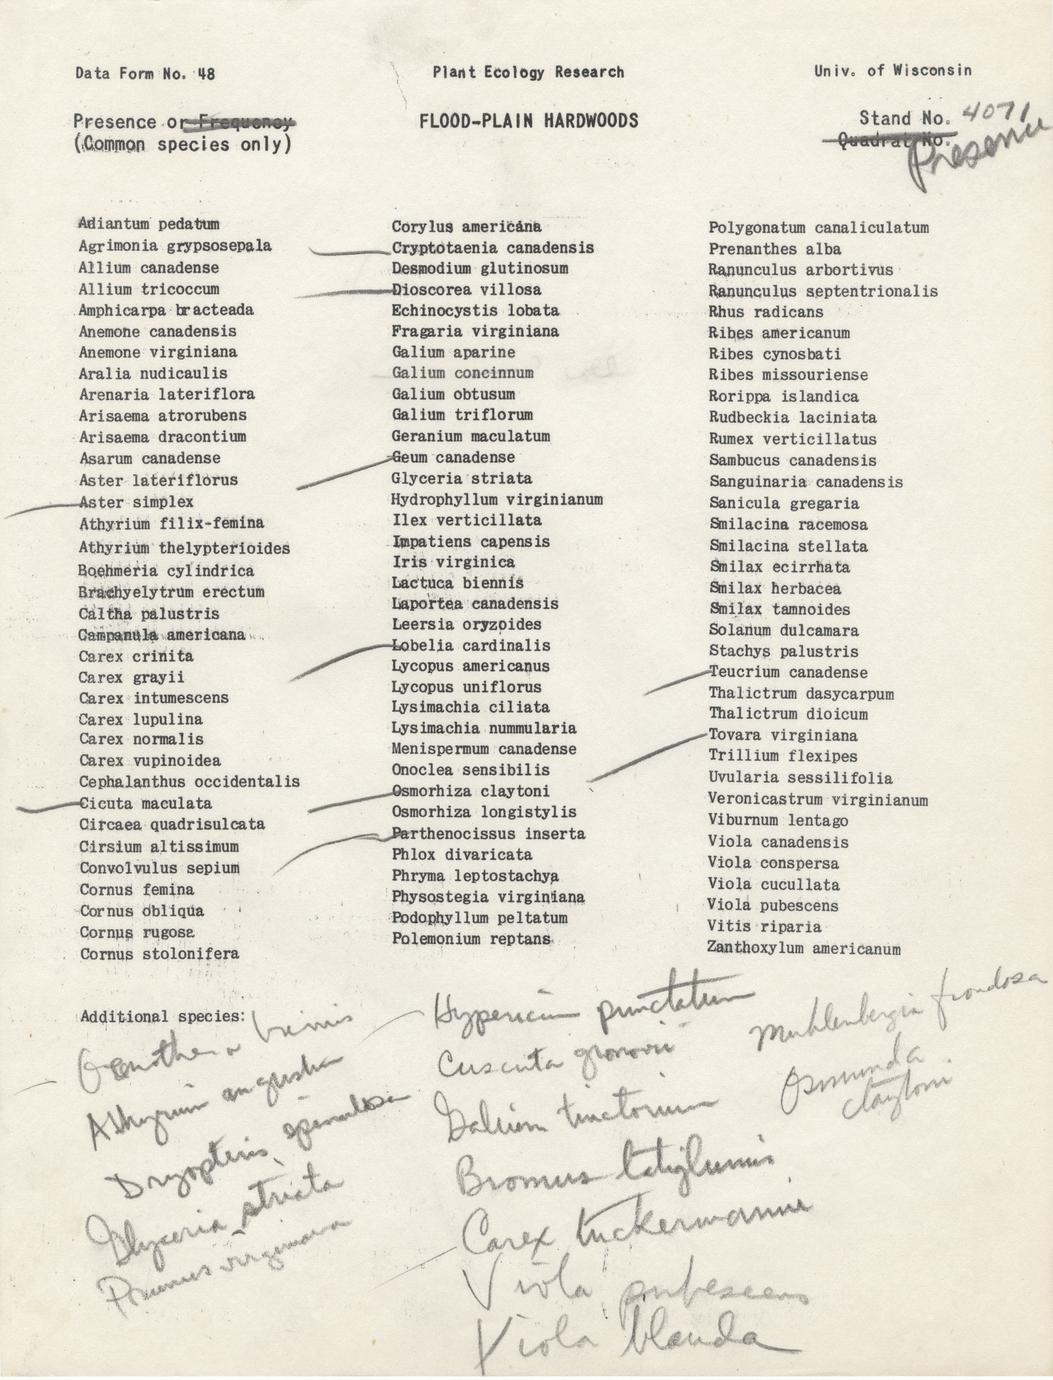 Data Form No. 48
Plant Ecology Research
Univ. of Wisconsin
Presence or Frequency
(Common species only)
FLOOD-PLAIN HARDWOODS
Stand No. 4071
Quadrat No.
Presence
Adiantum pedatum
Agrimonia grypsosepala
Allium canadense
Allium tricoccum
Amphicarpa bracteada
Anemone canadensis
Anemone virginiana
Aralia nudicaulis
Arenaria lateriflora
Arisaema atrorubens
Arisaema dracontium
Asarum canadense
Aster lateriflorus
Aster simplex
Athyrium filix-femina
Athyrium thelypterioides
Boehmeria cylindrica
Brachyelytrum erectum
Caltha palustris
Campanula americana
Carex crinita
Carex grayii
Carex intumescens
Carex lupulina
Carex normalis
Carex vupinoidea
Cephalanthus occidentalis
Cicuta maculata
Circaea quadrisulcata
Cirsium altissimum
Convolvulus sepium
Cornus femina
Cornus obliqua
Cornus rugosa
Cornus stolonifera
Corylus americana
Cryptotaenia canadensis
Desmodium glutinosum
Dioscorea villosa
Echinocystis lobata
Fragaria virginiana
Galium aparine
Galium concinnum
Galium obtusum
Galium triflorum
Geranium maculatum
Geum canadense
Glyceria striata
Hydrophyllum virginianum
Ilex verticillata
Impatiens capensis
Iris virginica
Lactuca biennis
Laportea canadensis
Leersia oryzoides
Lobelia cardinalis
Lycopus americanus
Lycopus uniflorus
Lysimachia ciliata
Lysimachia nummularia
Menispermum canadense
Onoclea sensibilis
Osmorhiza claytoni
Osmorhiza longistylis
Parthenocissus inserta
Phlox divaricata
Phryma leptostachya
Physostegia virginiana
Podophyllum peltatum
Polemonium reptans
Polygonatum canaliculatum
Prenanthes alba
Ranunculus arbortivus
Ranunculus septentrionalis
Rhus radicans
Ribes americanum
Ribes cynosbati
Ribes missouriense
Rorippa islandica
Rudbeckia laciniata
Rumex verticillatus
Sambucus canadensis
Sanguinaria canadensis
Sanicula gregaria
Smilacina racemosa
Smilacina stellata
Smilax ecirrhata
Smilax herbacea
Smilax tamnoides
Solanum dulcamara
Stachys palustris
Teucrium canadense
Thalictrum dasycarpum
Thalictrum dioicum
Tovara virginiana
Trillium flexipes
Uvularia sessilifolia
Veronicastrum virginianum
Viburnum lentago
Viola canadensis
Viola conspersa
Viola cucullata
Viola pubescens
Vitis riparia
Zanthoxylum americanum
Additional species:
Oenothera biennis
Athyrium angustum
Dryopteris spinulosa
Glyceria striata
Prunus virginiana
Hypericum punctatum
Cuscuta gronovii
Galium tinctorium
Bromus latiglumis
Carex tuckermanni
Viola pubescens
Viola blanda
Muhlenbergia frondosa
Osmunda
claytoni